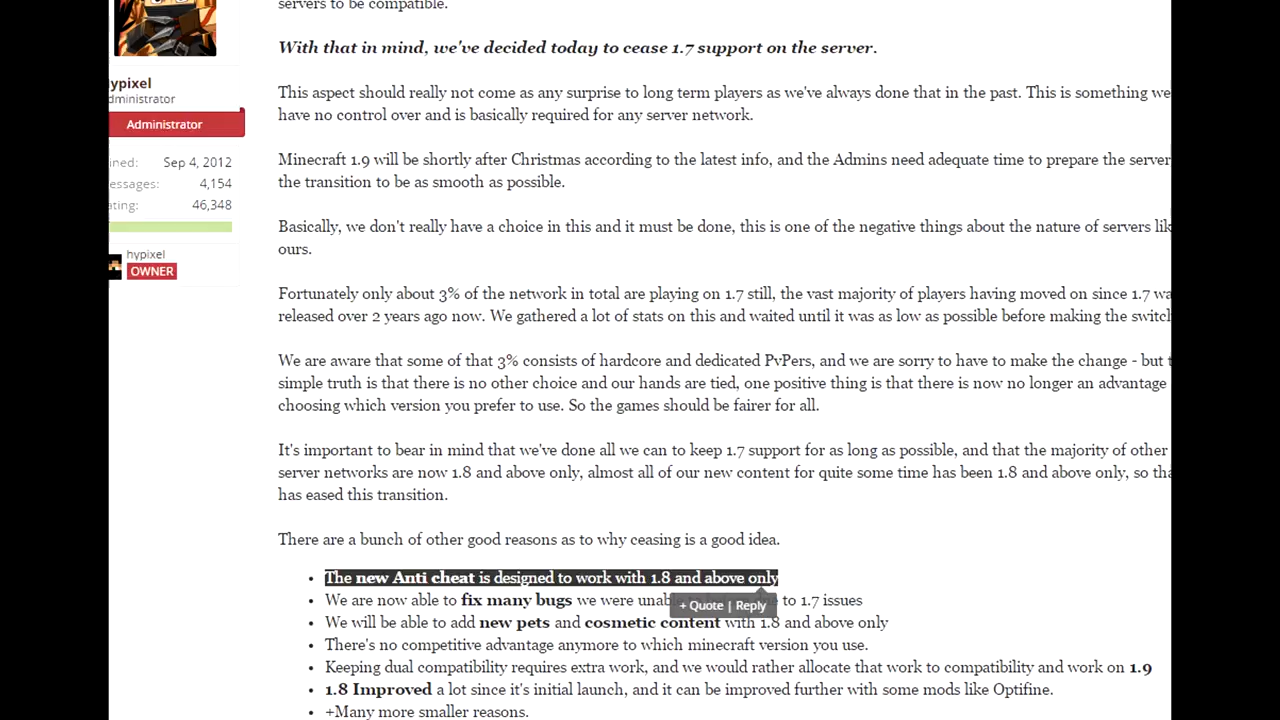 servers to be compatible.
With that in mind, we've decided today to cease 1.7 support on the server.
ypixel
dministrator
Administrator
ined: Sep 4, 2012
essages: 4,154
ating: 46,348
hypixel
OWNER
This aspect should really not come as any surprise to long term players as we've always done that in the past. This is something we
have no control over and is basically required for any server network.
Minecraft 1.9 will be shortly after Christmas according to the latest info, and the Admins need adequate time to prepare the server
the transition to be as smooth as possible.
Basically, we don't really have a choice in this and it must be done, this is one of the negative things about the nature of servers lik
ours.
Fortunately only about 3% of the network in total are playing on 1.7 still, the vast majority of players having moved on since 1.7 wa
released over 2 years ago now. We gathered a lot of stats on this and waited until it was as low as possible before making the switch
We are aware that some of that 3% consists of hardcore and dedicated PvPers, and we are sorry to have to make the change - but t
simple truth is that there is no other choice and our hands are tied, one positive thing is that there is now no longer an advantage
choosing which version you prefer to use. So the games should be fairer for all.
It's important to bear in mind that we've done all we can to keep 1.7 support for as long as possible, and that the majority of other
server networks are now 1.8 and above only, almost all of our new content for quite some time has been 1.8 and above only, so tha
has eased this transition.
There are a bunch of other good reasons as to why ceasing is a good idea.
• The new Anti cheat is designed to work with 1.8 and above only
• We are now able to fix many bugs we were unab to 1.7 issues
+ Quote | Reply
• We will be able to add new pets and cosmetic content with 1.8 and above only
• There's no competitive advantage anymore to which minecraft version you use.
• Keeping dual compatibility requires extra work, and we would rather allocate that work to compatibility and work on 1.9
• 1.8 Improved a lot since it's initial launch, and it can be improved further with some mods like Optifine.
• +Many more smaller reasons.